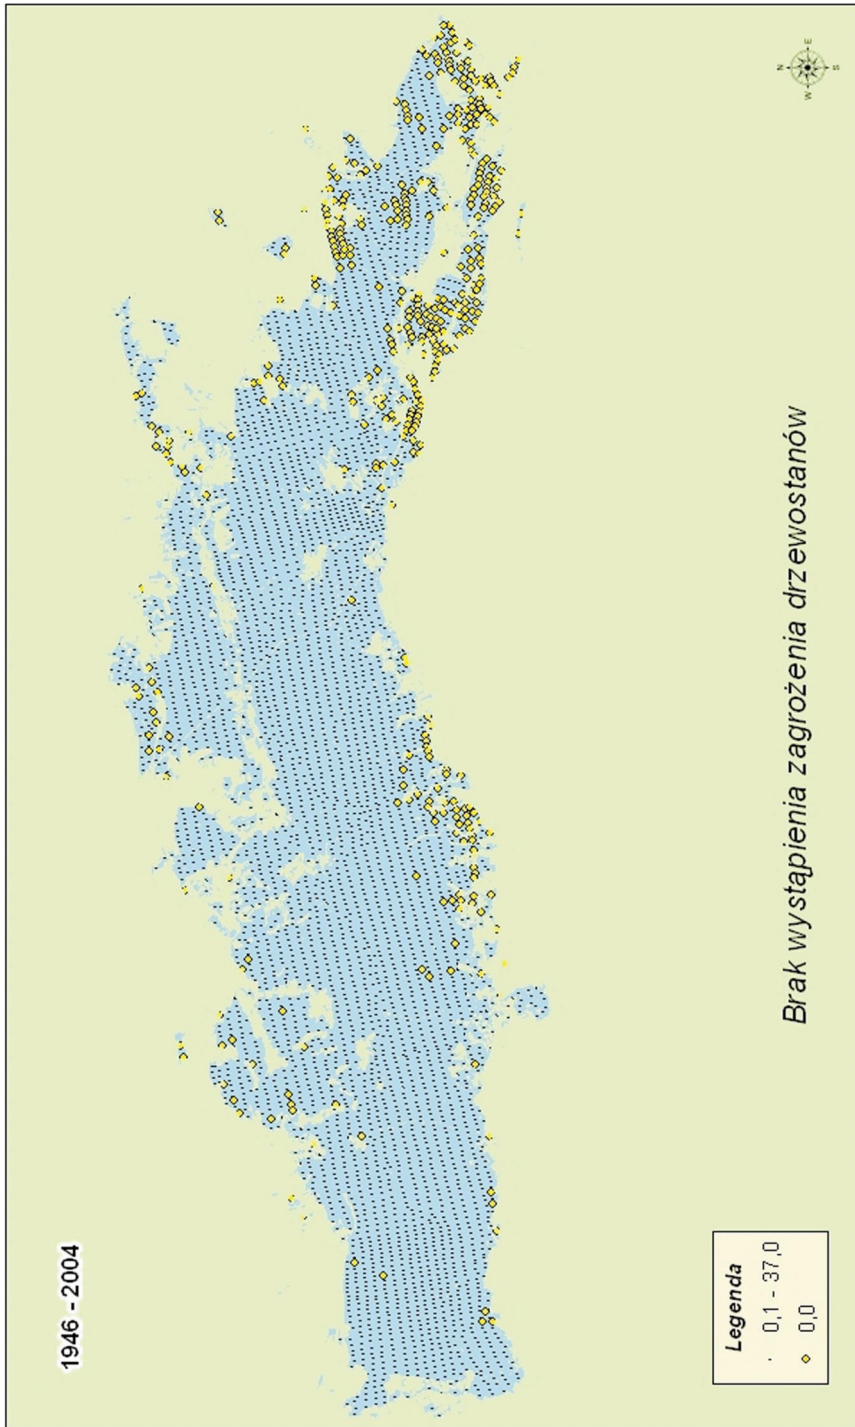 1946 - 2004
Brak wystąpienia zagrożenia drzewostanów
Legenda
0,1 - 37,0
0,0
N
E
S
W